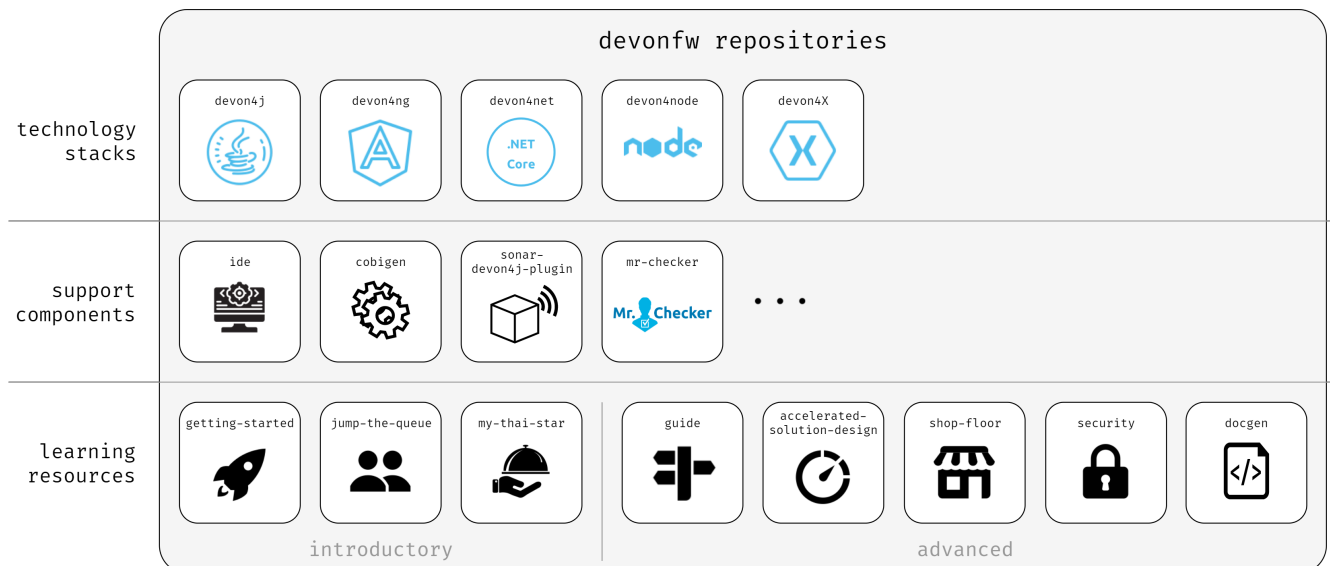 devonfw repositories
technology
stacks
devon4j
devon4ng
devon4net
devon4node
devon4X
.NET
Core
node
support
components
ide
cobigen
sonar-
devon4j-plugin
mr-checker
Mr. Checker
...
learning
resources
getting-started
jump-the-queue
my-thai-star
guide
accelerated-
solution-design
shop-floor
security
docgen
</>
introductory
advanced